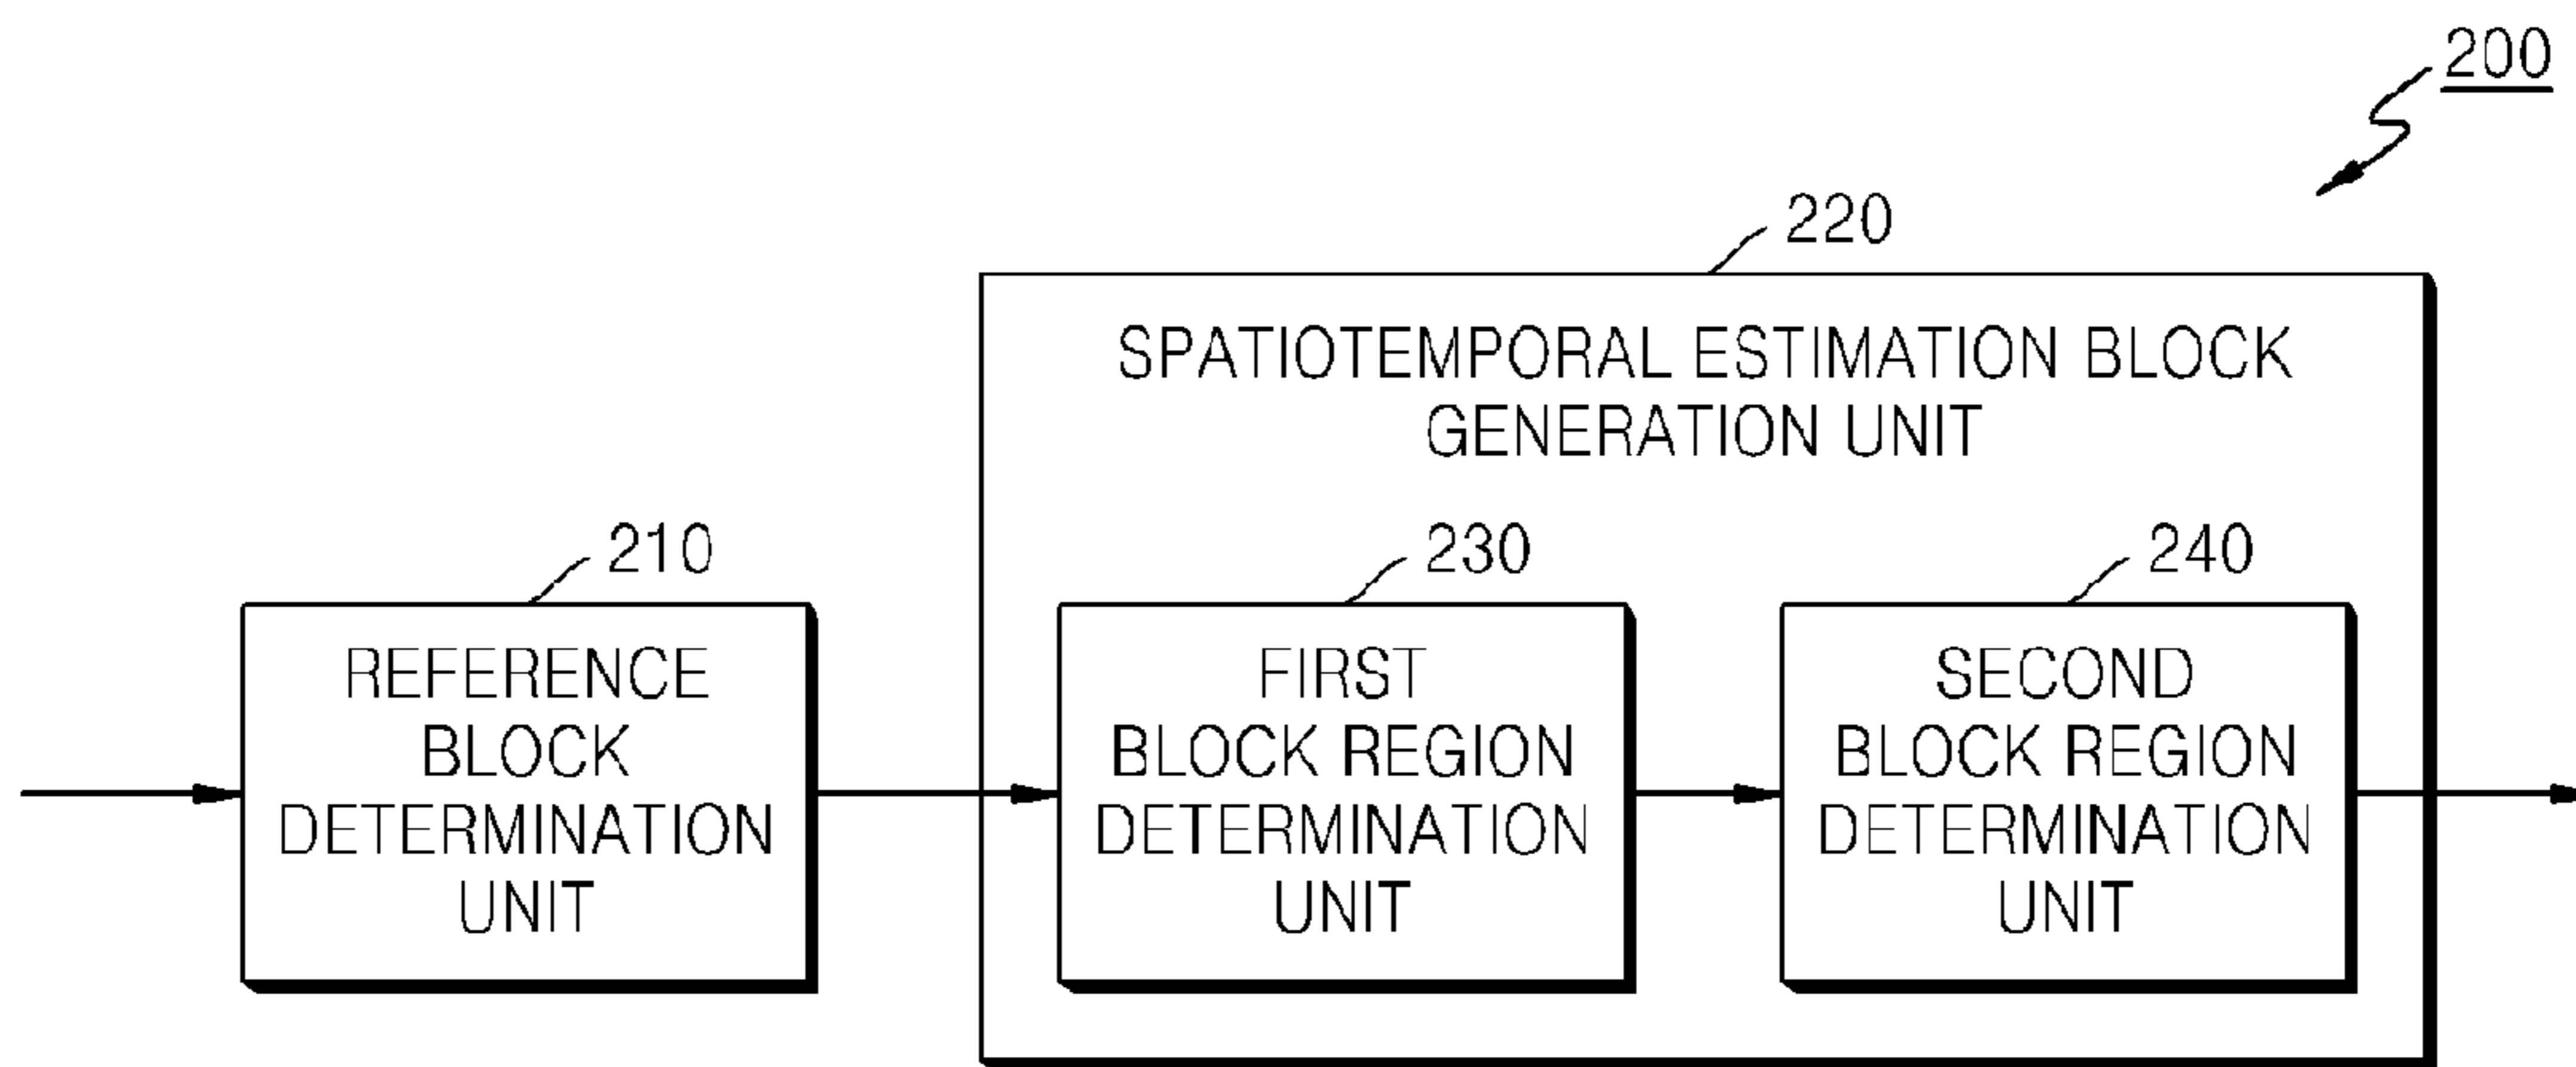 200
220
SPATIOTEMPORAL ESTIMATION BLOCK
GENERATION UNIT
210
REFERENCE
BLOCK
DETERMINATION
UNIT
230
FIRST
BLOCK REGION
DETERMINATION
UNIT
240
SECOND
BLOCK REGION
DETERMINATION
UNIT